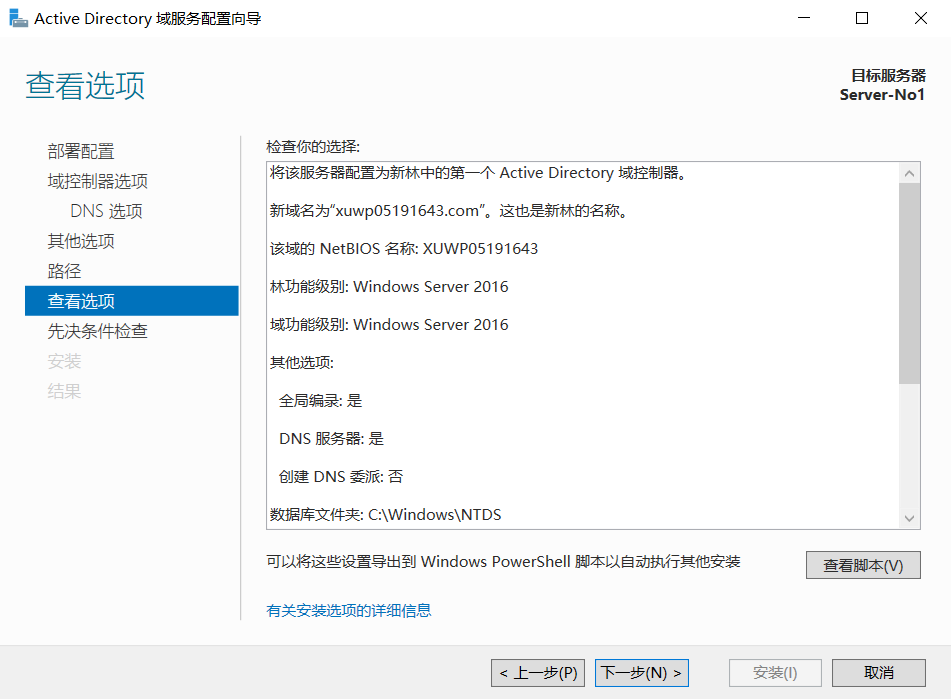 Active Directory 域服务配置向导
查看选项
目标服务器
Server-No1
部署配置
域控制器选项
DNS 选项
其他选项
路径
查看选项
先决条件检查
安装
结果
检查你的选择:
将该服务器配置为新林中的第一个 Active Directory 域控制器。
新域名为“xuwp05191643.com”。这也是新林的名称。
该域的 NetBIOS 名称: XUWP05191643
林功能级别: Windows Server 2016
域功能级别: Windows Server 2016
其他选项:
全局编录: 是
DNS 服务器: 是
创建 DNS 委派: 否
数据库文件夹: C:\Windows\NTDS
可以将这些设置导出到 Windows PowerShell 脚本以自动执行其他安装
查看脚本(V)
有关安装选项的详细信息
< 上一步(P)
下一步(N) >
安装(I)
取消